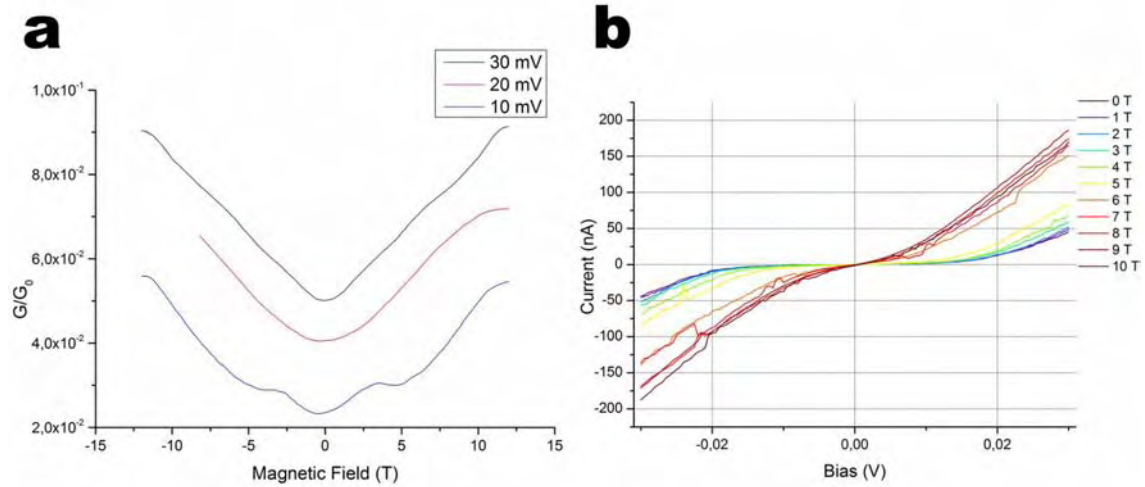 a
30 mV
20 mV
10 mV
1,0x10⁻¹
8,0x10⁻²
6,0x10⁻²
4,0x10⁻²
2,0x10⁻²
G/G₀
-15 -10 -5 0 5 10 15
Magnetic Field (T)
b
200
150
100
50
0
-50
-100
-150
-200
Current (nA)
-0,02 0,00 0,02
Bias (V)
0 T
1 T
2 T
3 T
4 T
5 T
6 T
7 T
8 T
9 T
10 T